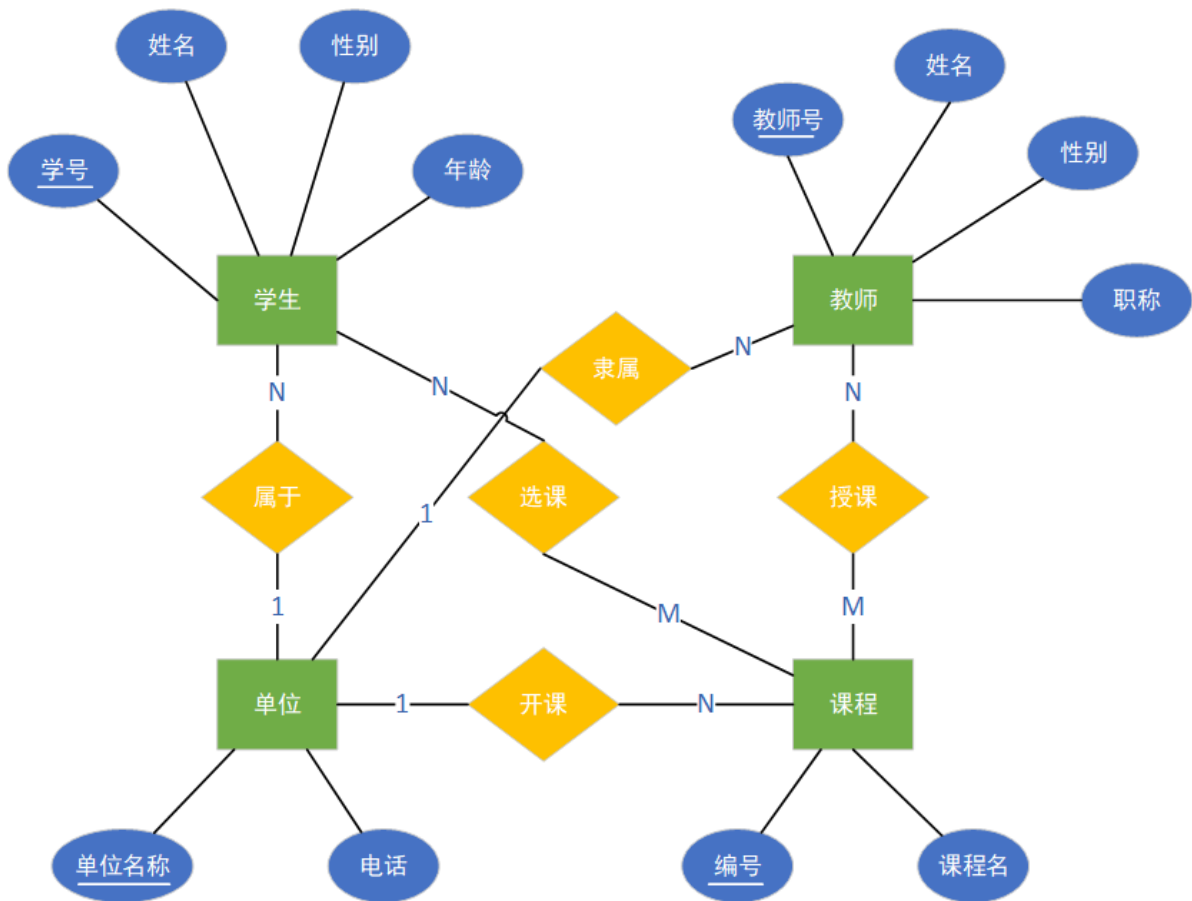 姓名
性别
姓名
教师号
性别
学号
年龄
学生
教师
职称
N
隶属
N
N
N
属于
选课
授课
1
1
M
M
单位
1
开课
N
课程
单位名称
电话
编号
课程名